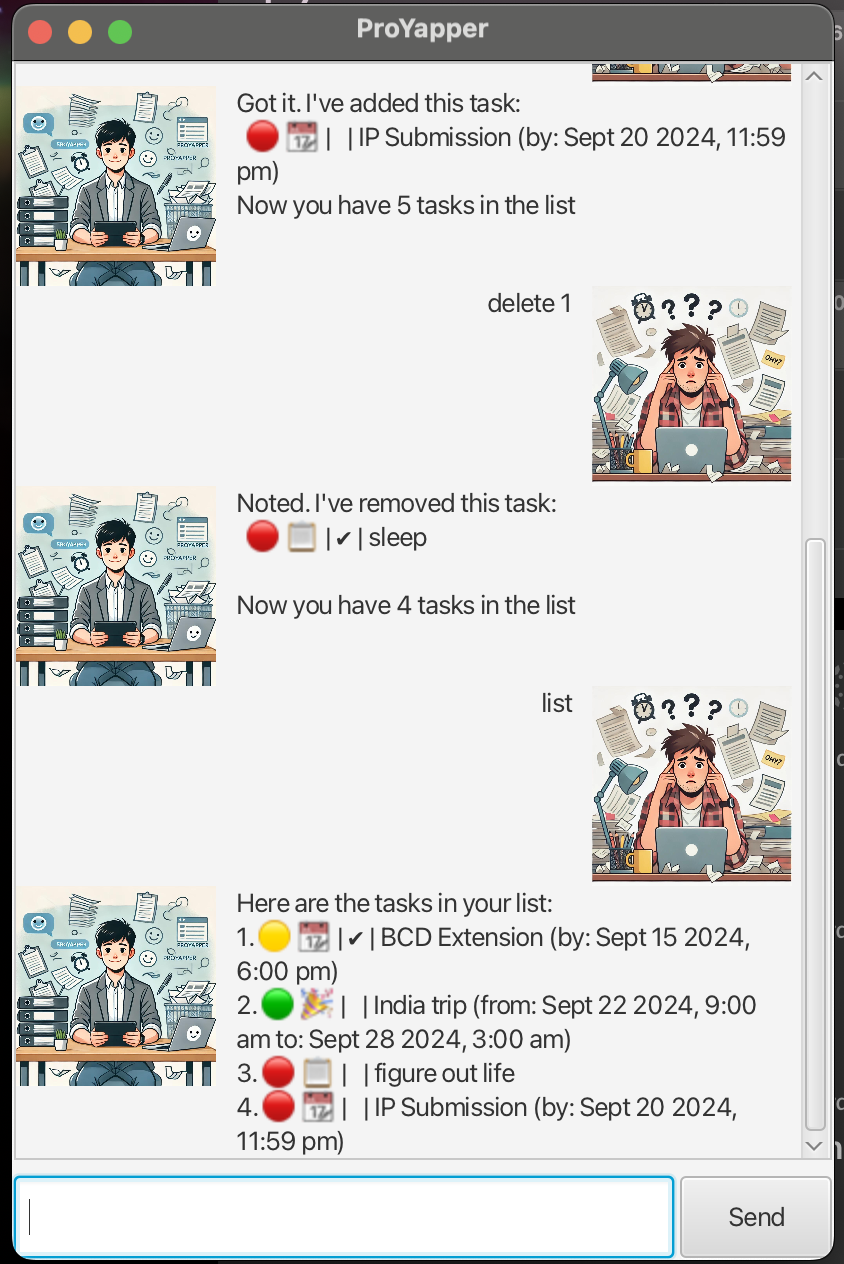 ProYapper
Got it. I've added this task:
🔴 📅 | | IP Submission (by: Sept 20 2024, 11:59
pm)
Now you have 5 tasks in the list
delete 1
Noted. I've removed this task:
🔴 📋 |✔| sleep
Now you have 4 tasks in the list
list
Here are the tasks in your list:
1.🟡 📅 |✔| BCD Extension (by: Sept 15 2024,
6:00 pm)
2.🟢 🎉 | | India trip (from: Sept 22 2024, 9:00
am to: Sept 28 2024, 3:00 am)
3.🔴 📋 | | figure out life
4.🔴 📅 | | IP Submission (by: Sept 20 2024,
11:59 pm)
Send